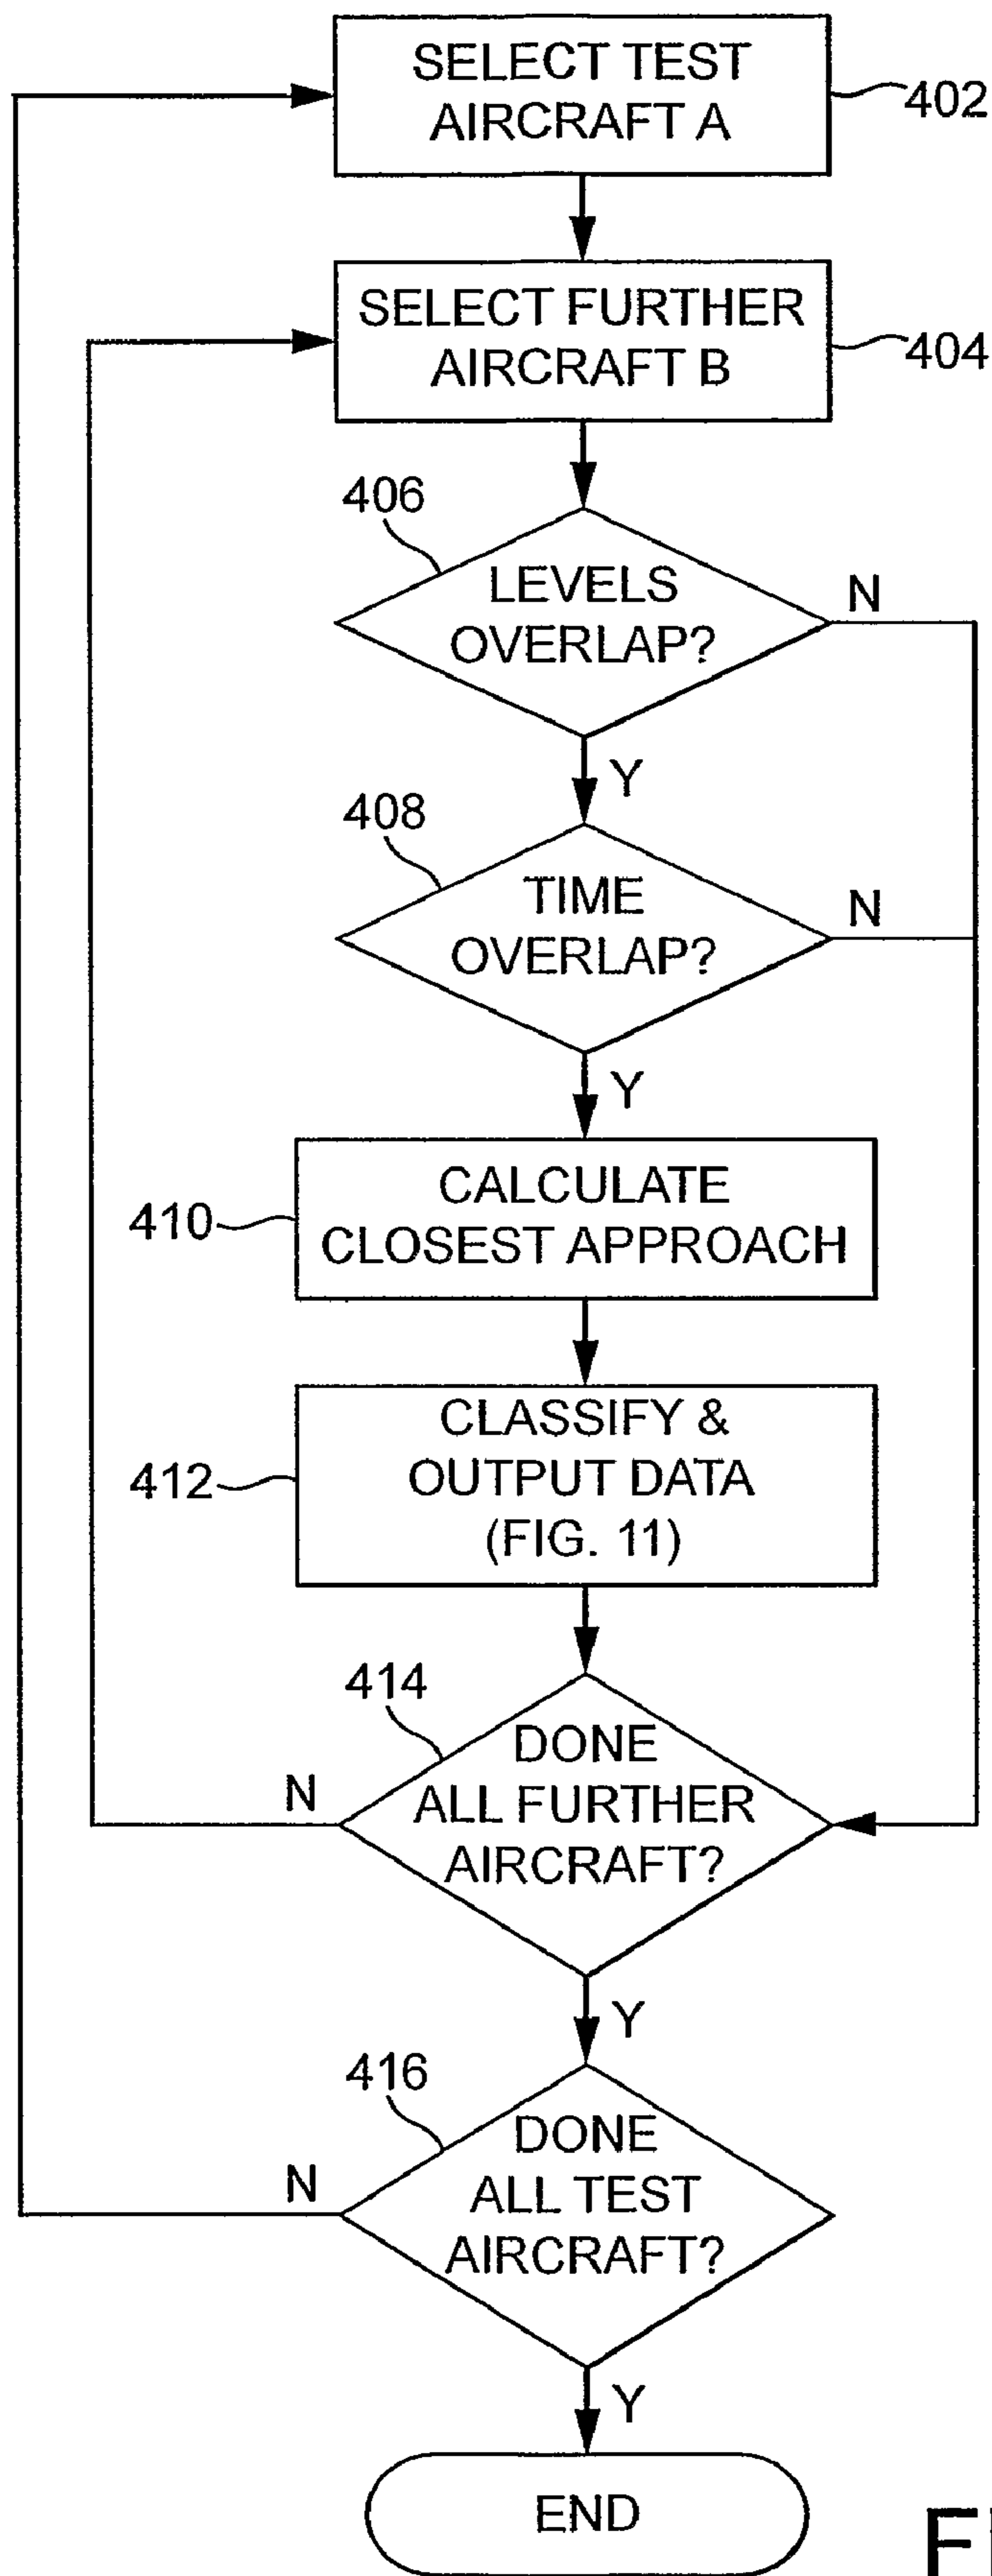 SELECT TEST
AIRCRAFT A
402
SELECT FURTHER
AIRCRAFT B
404
406
LEVELS
OVERLAP?
N
Y
408
TIME
OVERLAP?
N
Y
410
CALCULATE
CLOSEST APPROACH
412
CLASSIFY &
OUTPUT DATA
(FIG. 11)
414
DONE
ALL FURTHER
AIRCRAFT?
N
Y
416
DONE
ALL TEST
AIRCRAFT?
N
Y
END